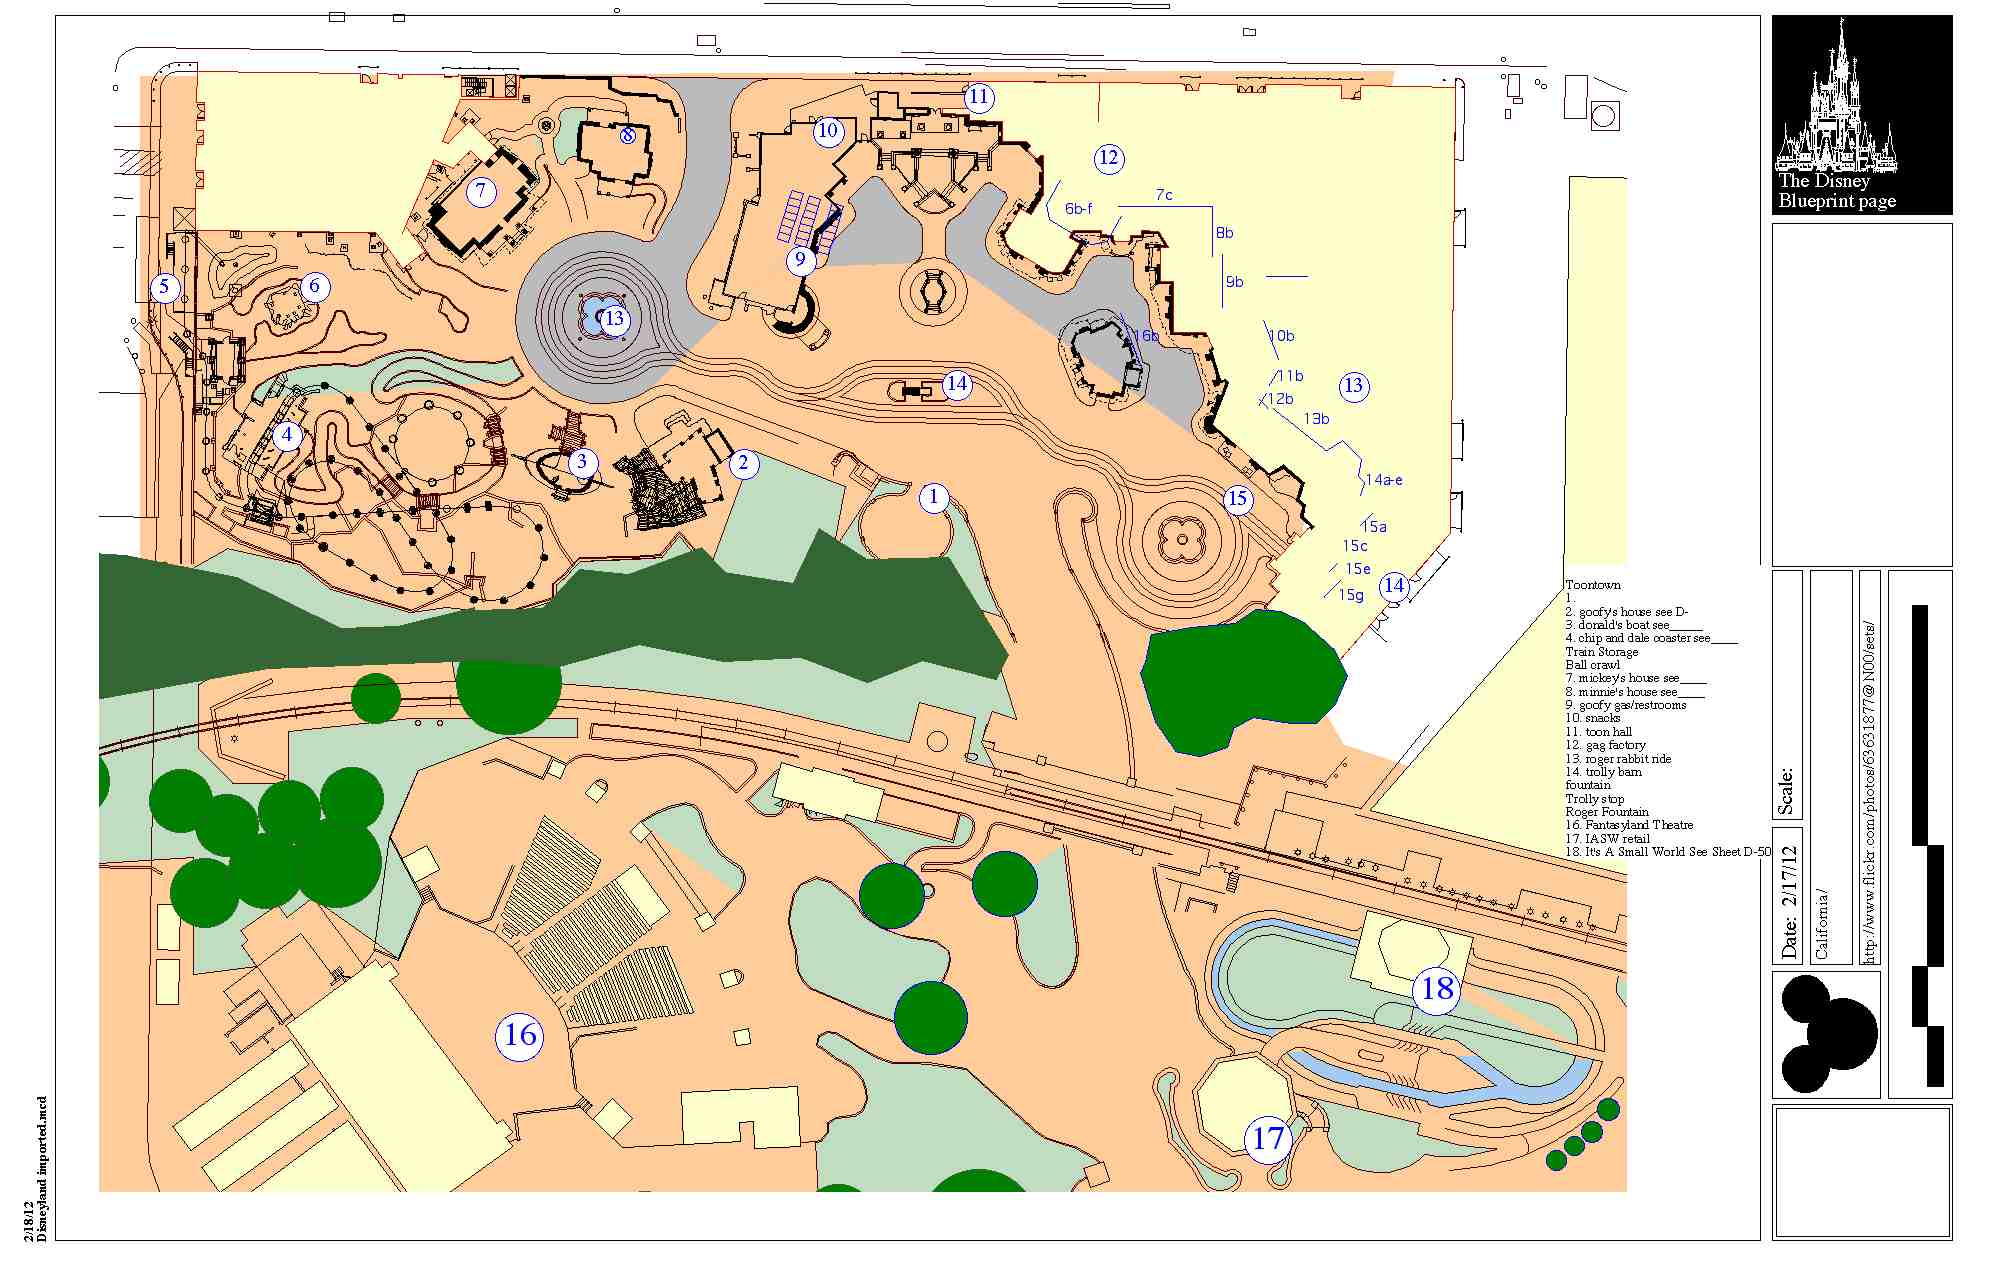 11
10
12
8
7
7c
6b-f
8b
9
5
6
9b
13
16b
10b
11b
14
13
12b
13b
4
3
2
14a-e
1
15
15a
15c
15e
14
15g
18
16
17
The Disney
Blueprint page
Toontown
1.
2. goofy's house see D-
3. donald's boat see_____
4. chip and dale coaster see____
Train Storage
Ball crawl
7. mickey's house see____
8. minnie's house see____
9. goofy gas/restrooms
10. snacks
11. toon hall
12. gag factory
13. roger rabbit ride
14. trolly barn
fountain
Trolly stop
Roger Fountain
16. Fantasyland Theatre
17. IASW retail
18. It's A Small World See Sheet D-50
Scale:
Date: 2/17/12
California/
http://www.flickr.com/photos/63631877@N00/sets/
2/18/12
Disneyland imported.mcd